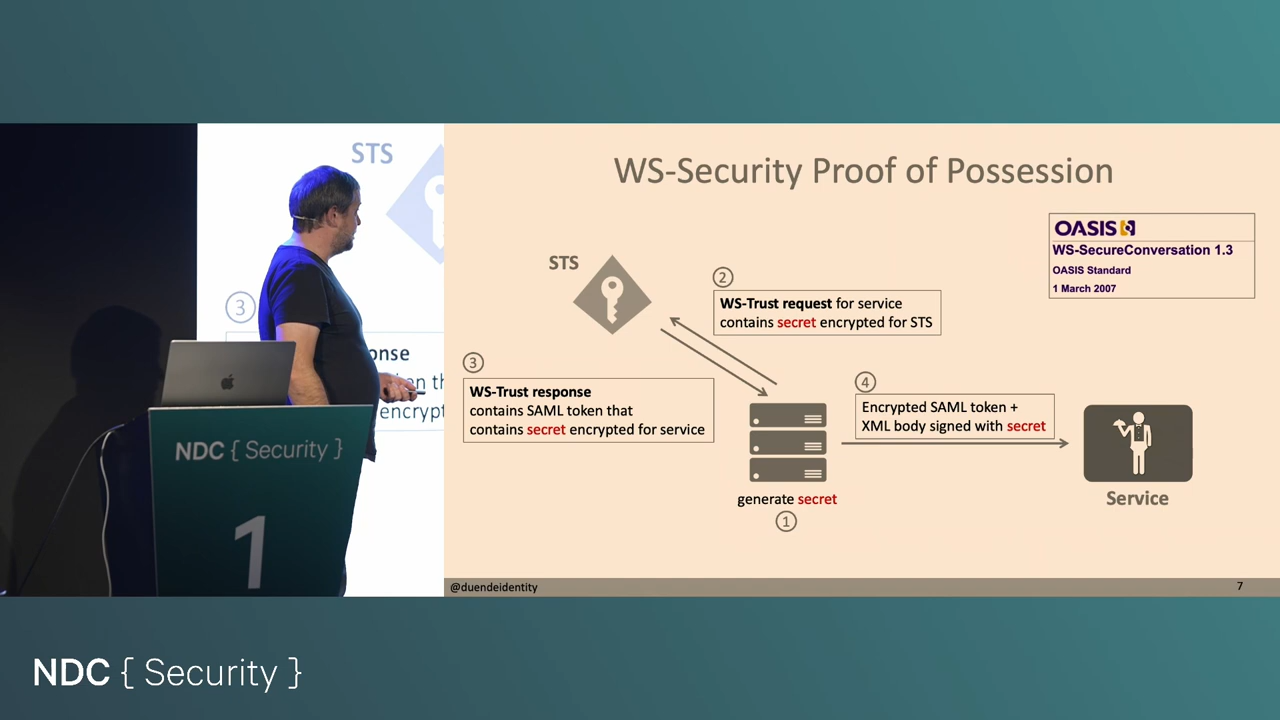 STS
3
onse
en th
encrypt
NDC { Security }
1
WS-Security Proof of Possession
OASIS
WS-SecureConversation 1.3
OASIS Standard
1 March 2007
STS
2
WS-Trust request for service
contains secret encrypted for STS
3
WS-Trust response
contains SAML token that
contains secret encrypted for service
4
Encrypted SAML token +
XML body signed with secret
generate secret
1
Service
@duendeidentity
7
NDC { Security }